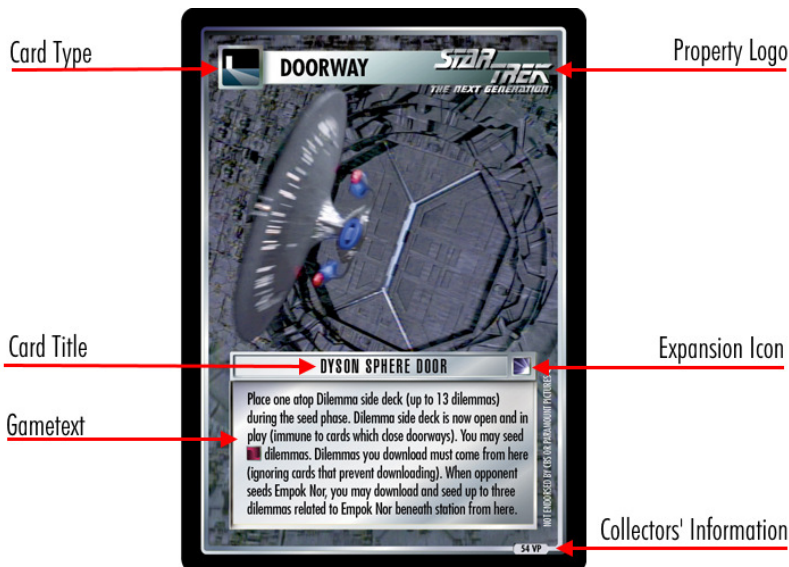 Card Type
DOORWAY
STAR TREK
THE NEXT GENERATION
Property Logo
Card Title
DYSON SPHERE DOOR
Expansion Icon
Gametext
Place one atop Dilemma side deck (up to 13 dilemmas)
during the seed phase. Dilemma side deck is now open and in
play (immune to cards which close doorways). You may seed
dilemmas. Dilemmas you download must come from here
(ignoring cards that prevent downloading). When opponent
seeds Empok Nor, you may download and seed up to three
dilemmas related to Empok Nor beneath station from here.
NOT ENDORSED BY CBS OR PARAMOUNT PICTURES
Collectors' Information
54 VP